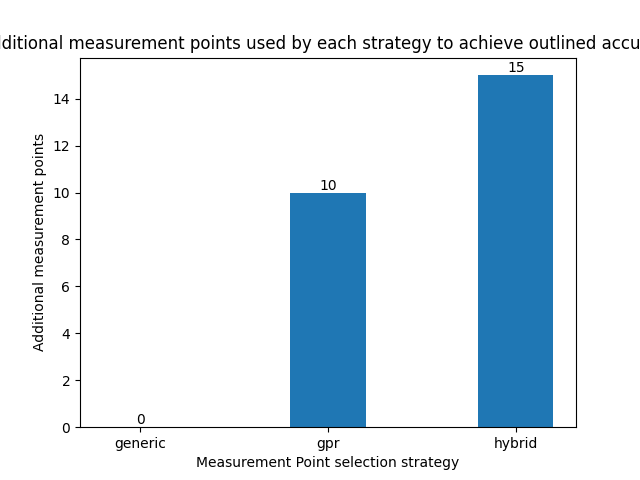 ditional measurement points used by each strategy to achieve outlined accu
15
14
12
10
10
8
6
4
2
0
0
Additional measurement points
generic
gpr
hybrid
Measurement Point selection strategy